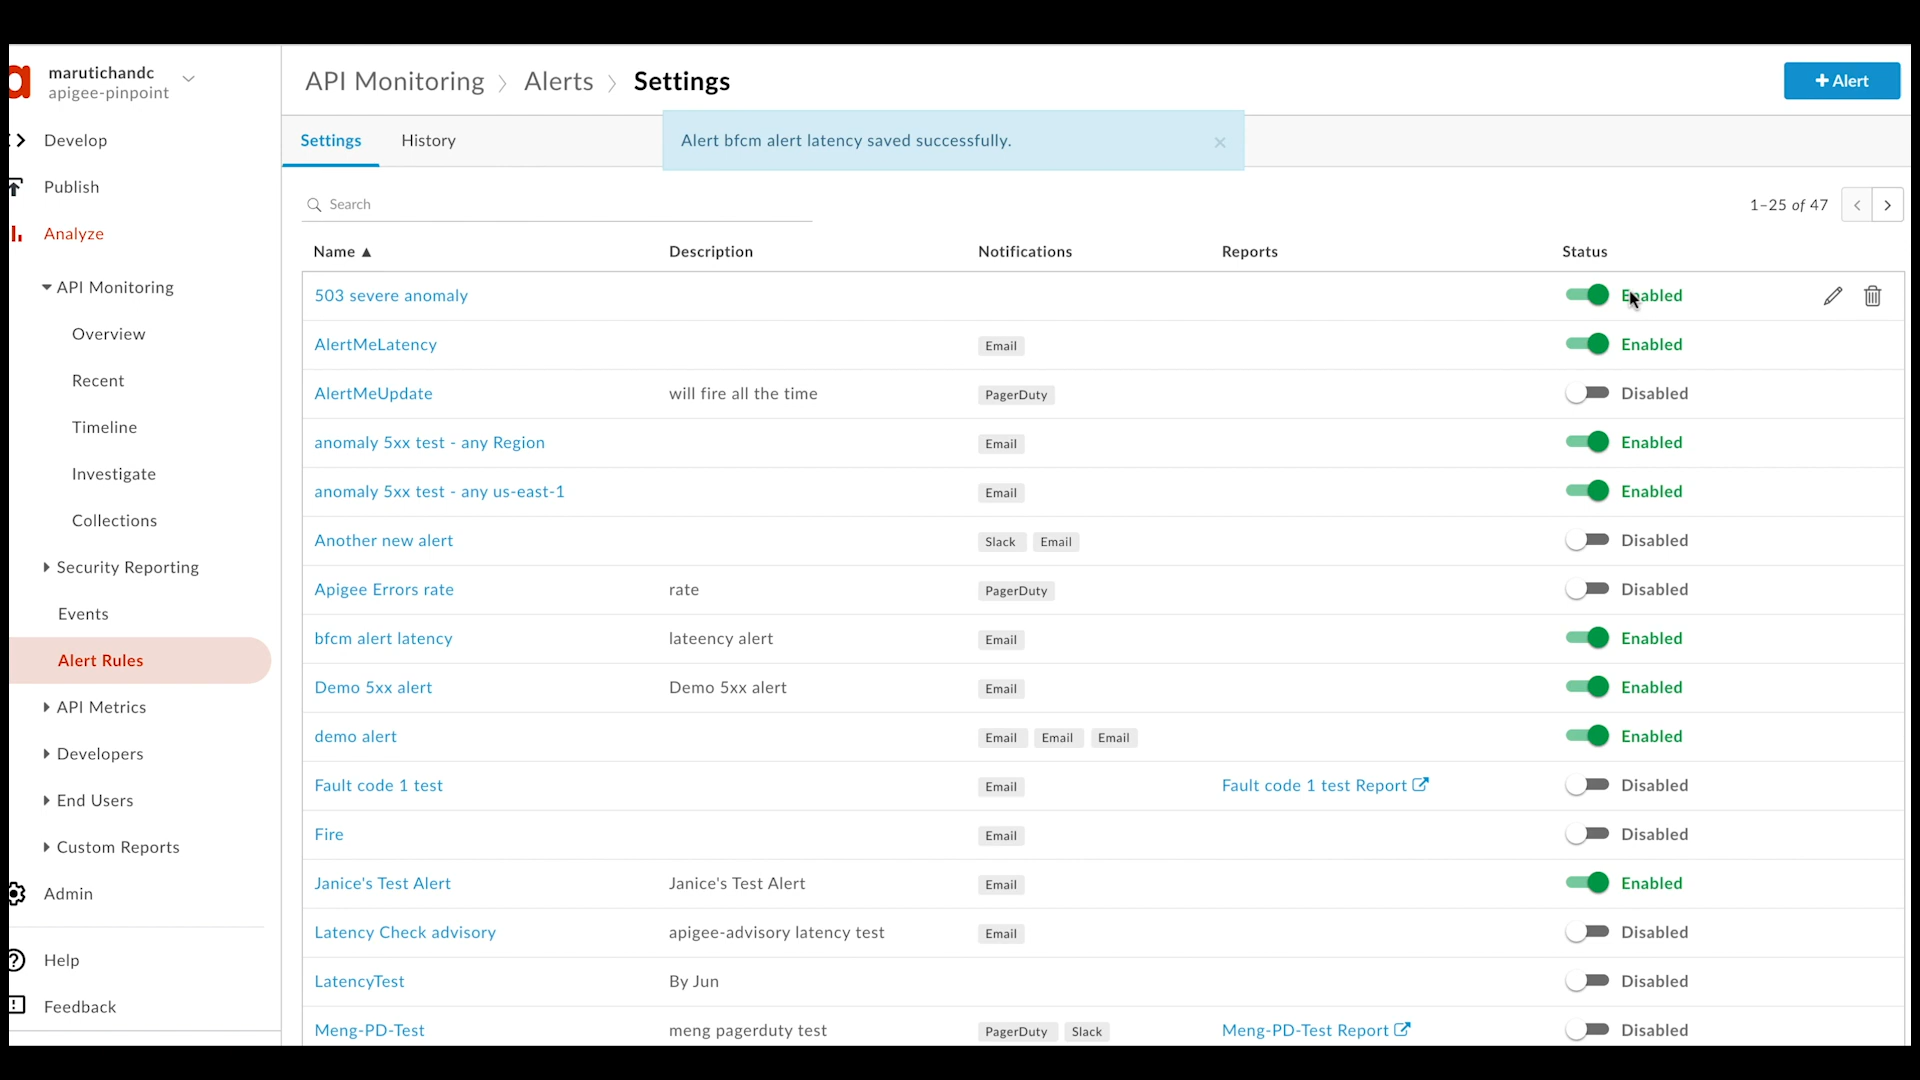 marutichandc
apigee-pinpoint
API Monitoring > Alerts > Settings
+ Alert
Develop
Publish
Analyze
API Monitoring
Overview
Recent
Timeline
Investigate
Collections
Security Reporting
Events
Alert Rules
API Metrics
Developers
End Users
Custom Reports
Admin
Help
Feedback
Settings History
Alert bfcm alert latency saved successfully. ×
Search
1–25 of 47
Name ▲ Description Notifications Reports Status
503 severe anomaly Enabled
AlertMeLatency Email Enabled
AlertMeUpdate will fire all the time PagerDuty Disabled
anomaly 5xx test - any Region Email Enabled
anomaly 5xx test - any us-east-1 Email Enabled
Another new alert Slack Email Disabled
Apigee Errors rate rate PagerDuty Disabled
bfcm alert latency lateency alert Email Enabled
Demo 5xx alert Demo 5xx alert Email Enabled
demo alert Email Email Email Enabled
Fault code 1 test Email Fault code 1 test Report Disabled
Fire Email Disabled
Janice's Test Alert Janice's Test Alert Email Enabled
Latency Check advisory apigee-advisory latency test Email Disabled
LatencyTest By Jun Disabled
Meng-PD-Test meng pagerduty test PagerDuty Slack Meng-PD-Test Report Disabled